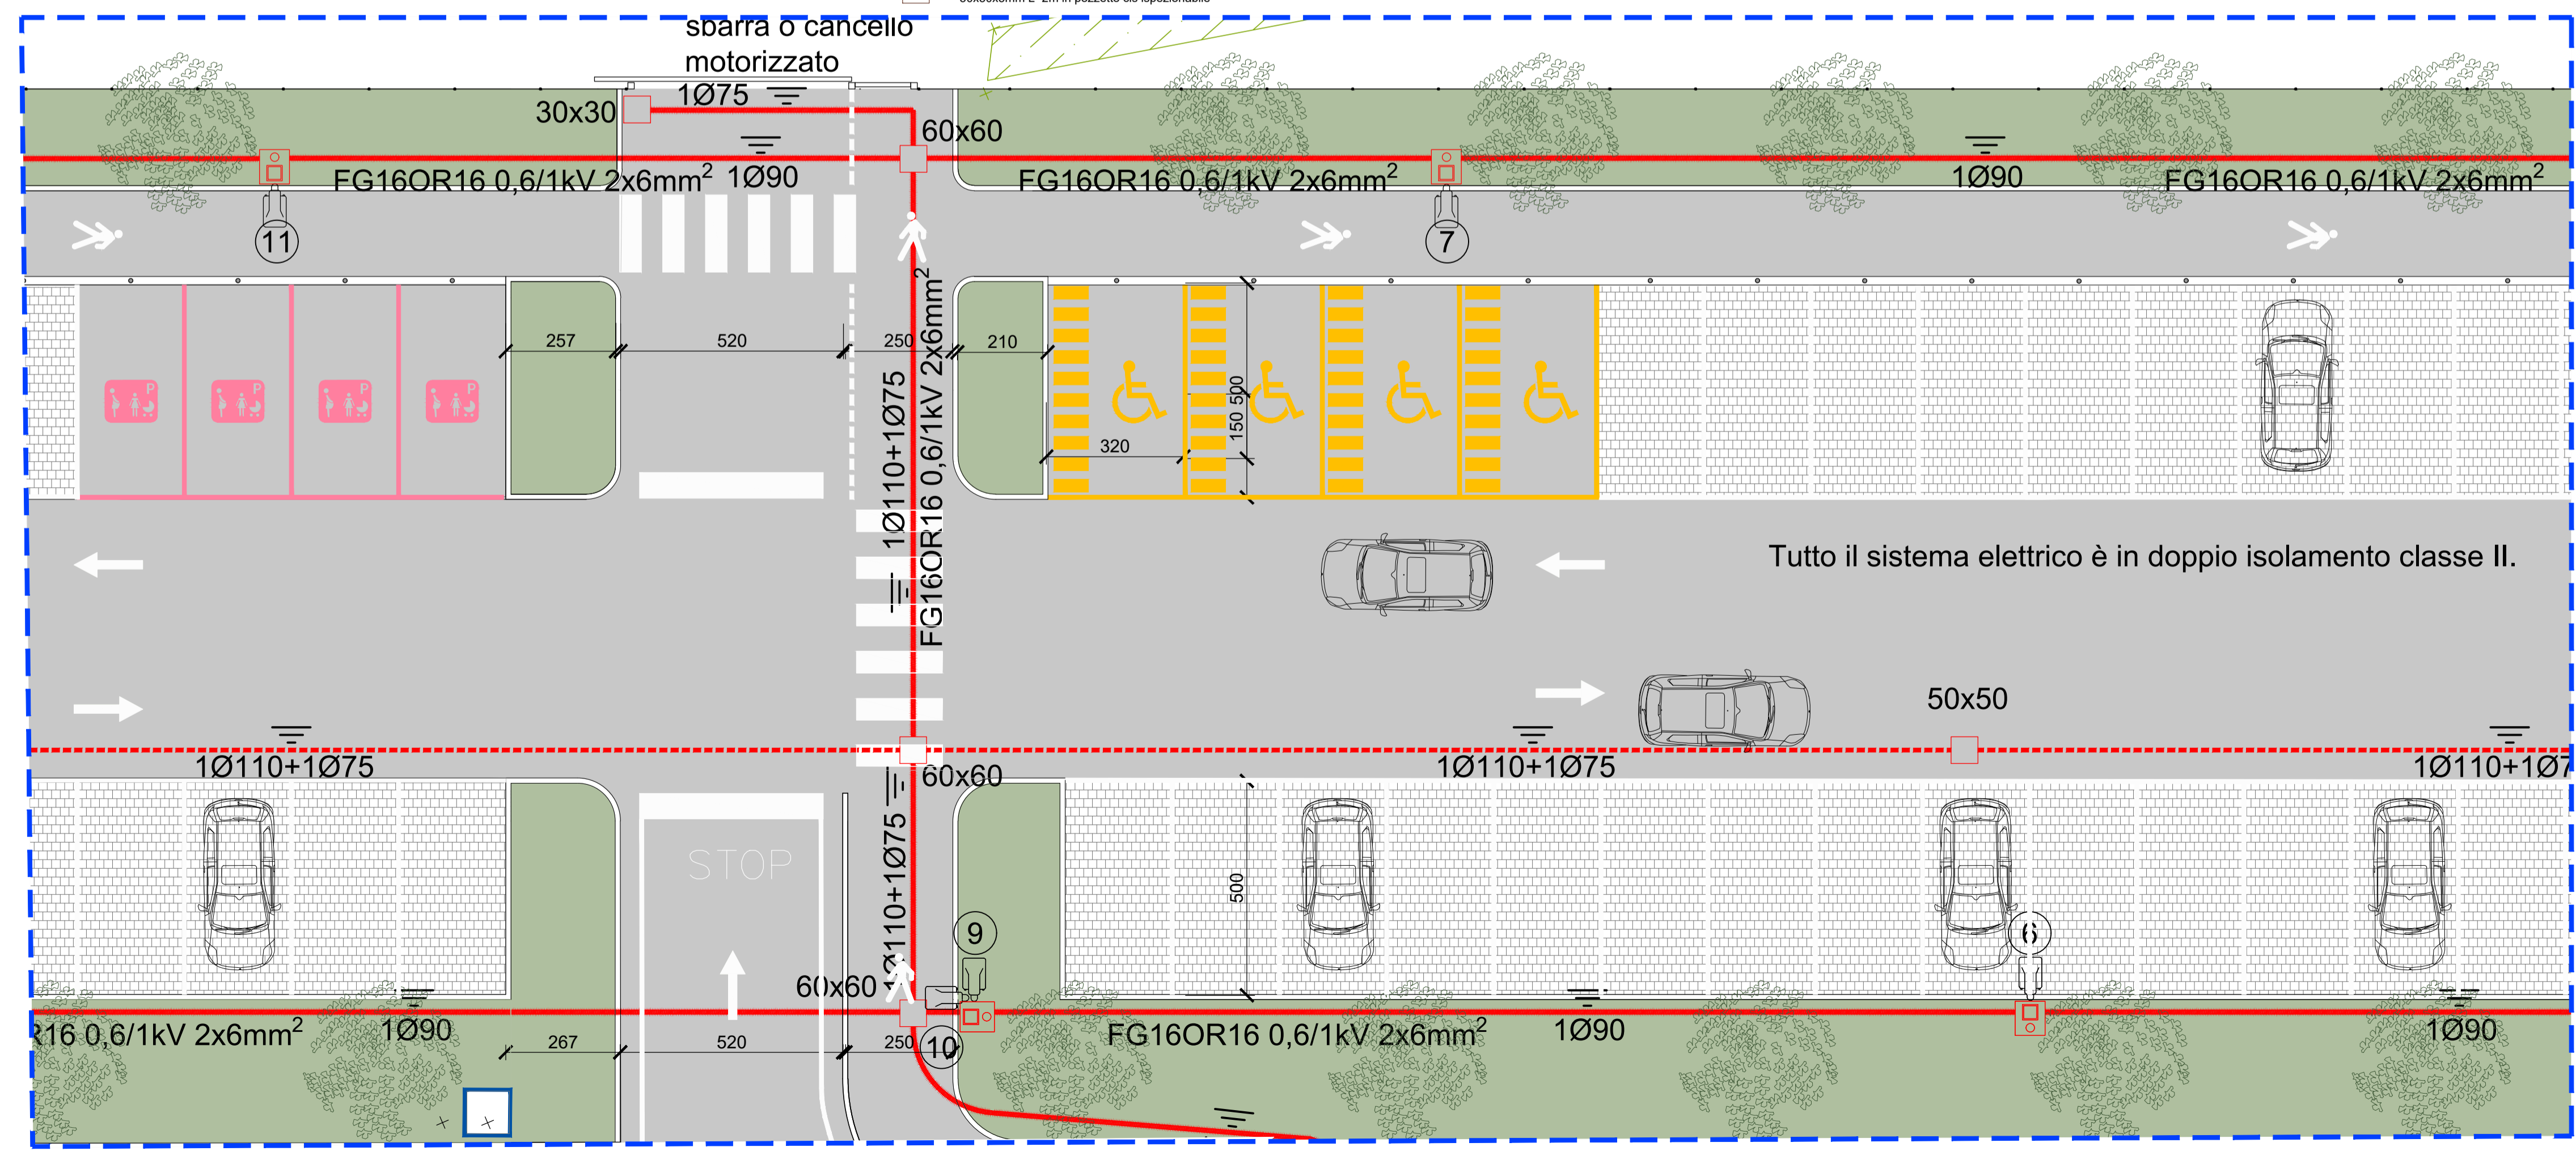 sbarra o cancello
motorizzato
1Ø75
30x30
60x60
FG16OR16 0,6/1kV 2x6mm²
1Ø90
FG16OR16 0,6/1kV 2x6mm²
1Ø90
FG16OR16 0,6/1kV 2x6mm²
11
7
257
520
250
210
P
P
P
P
320
150
500
1Ø110+1Ø75
FG16OR16 0,6/1kV 2x6mm²
Tutto il sistema elettrico è in doppio isolamento classe II.
50x50
1Ø110+1Ø75
60x60
1Ø110+1Ø75
1Ø110+1Ø7
STOP
1Ø110+1Ø75
500
9
6
60x60
R16 0,6/1kV 2x6mm²
1Ø90
FG16OR16 0,6/1kV 2x6mm²
1Ø90
1Ø90
267
520
250
10